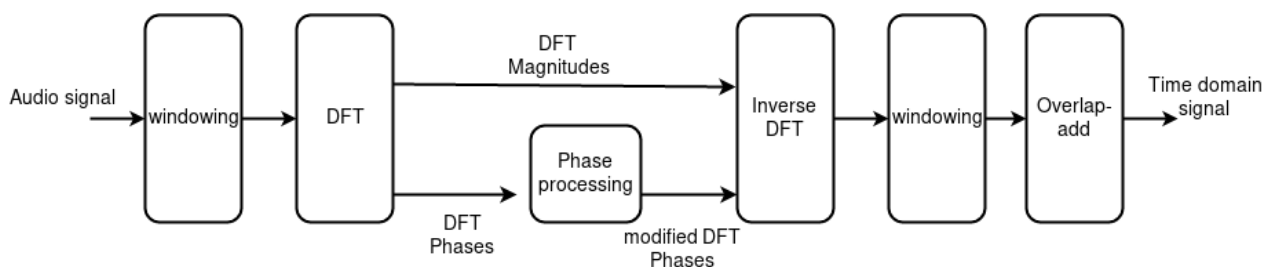 Audio signal
windowing
DFT
DFT
Magnitudes
DFT
Phases
Phase
processing
modified DFT
Phases
Inverse
DFT
windowing
Overlap-
add
Time domain
signal